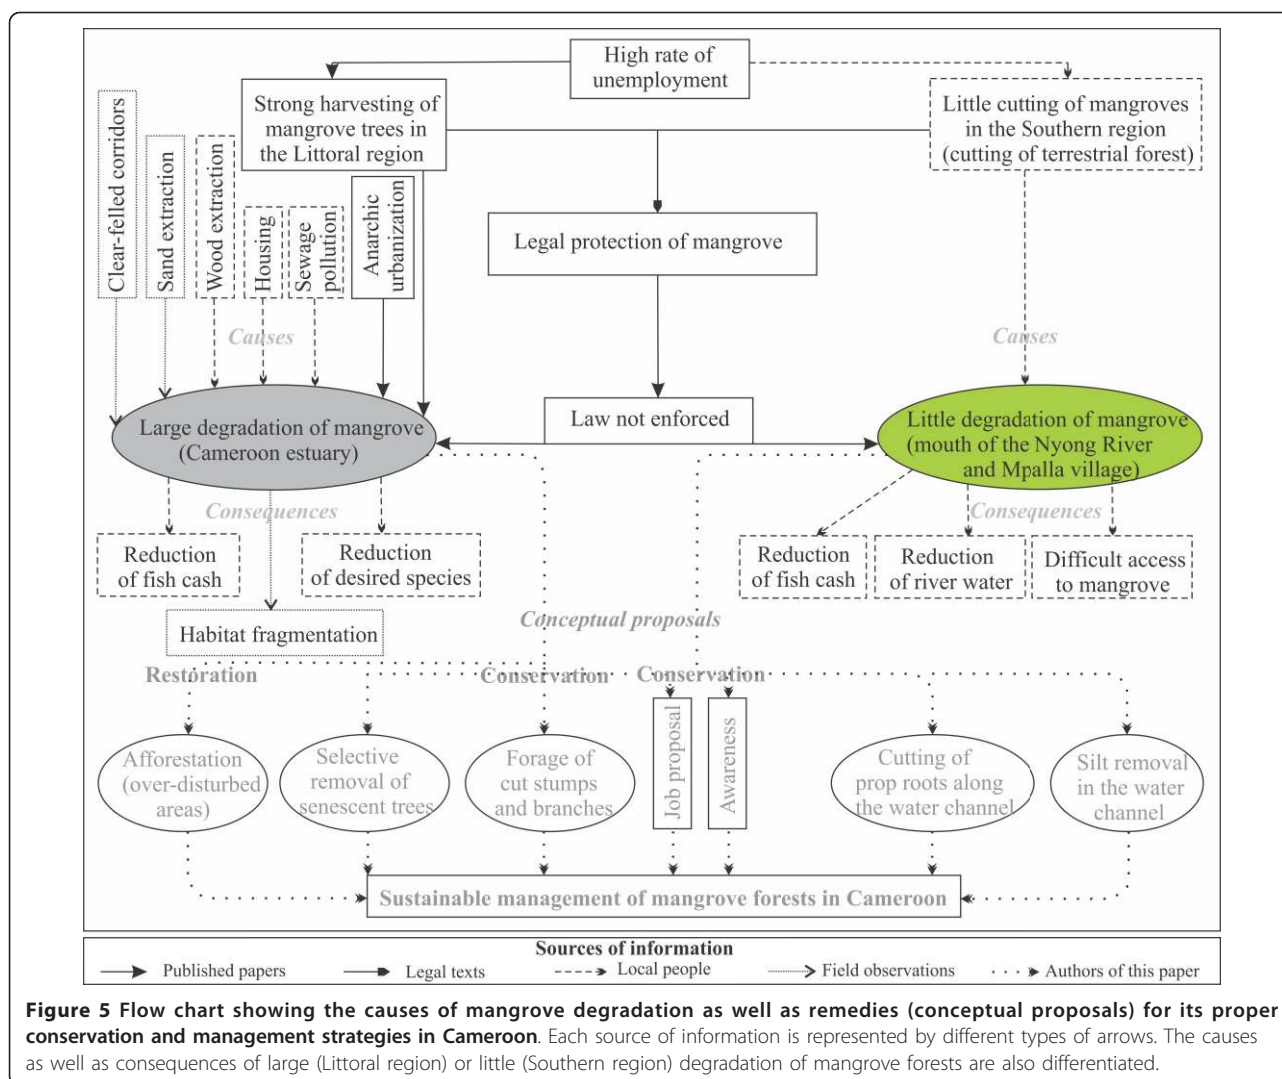 High rate of
unemployment
Strong harvesting of
mangrove trees in
the Littoral region
Little cutting of mangroves
in the Southern region
(cutting of terrestrial forest)
Clear-felled corridors
Sand extraction
Wood extraction
Housing
Sewage
pollution
Anarchic
urbanization
Legal protection of mangrove
Causes
Causes
Law not enforced
Large degradation of mangrove
(Cameroon estuary)
Little degradation of mangrove
(mouth of the Nyong River
and Mpalla village)
Consequences
Consequences
Reduction
of fish cash
Reduction
of desired species
Habitat fragmentation
Reduction
of fish cash
Reduction
of river water
Difficult access
to mangrove
Conceptual proposals
Restoration
Conservation
Conservation
Afforestation
(over-disturbed
areas)
Selective
removal of
senescent trees
Forage of
cut stumps
and branches
Job proposal
Awareness
Cutting of
prop roots along
the water channel
Silt removal
in the water
channel
Sustainable management of mangrove forests in Cameroon
Sources of information
Published papers
Legal texts
Local people
Field observations
Authors of this paper
Figure 5 Flow chart showing the causes of mangrove degradation as well as remedies (conceptual proposals) for its proper
conservation and management strategies in Cameroon. Each source of information is represented by different types of arrows. The causes
as well as consequences of large (Littoral region) or little (Southern region) degradation of mangrove forests are also differentiated.